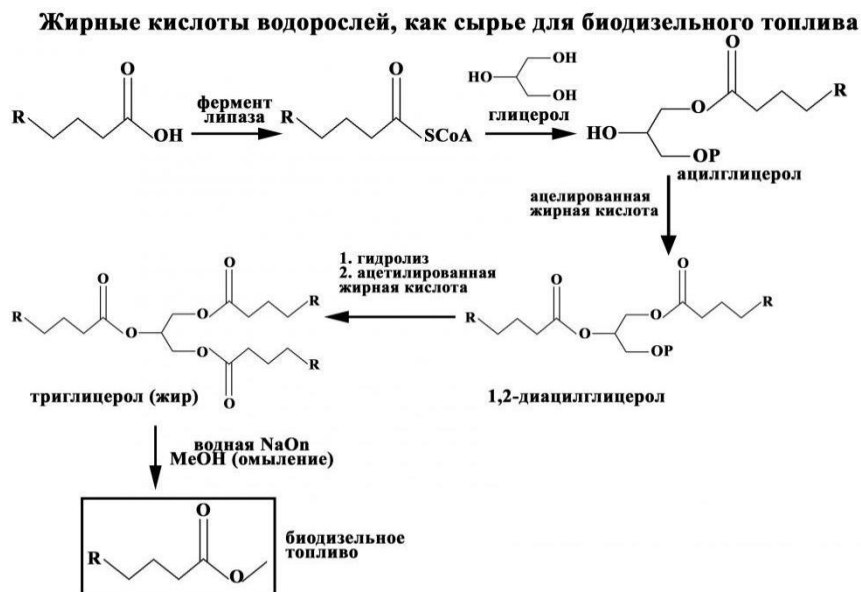 Жирные кислоты водорослей, как сырье для биодизельного топлива
O
R
OH
фермент
липаза
O
R
SCoA
OH
HO
OH
глицерол
O
O
R
HO
OP
ацилглицерол
ацелированная
жирная кислота
O
R
O
O
R
O
OP
1,2-диацилглицерол
1. гидролиз
2. ацетилированная
жирная кислота
O
R
O
O
O
R
O
R
O
триглицерол (жир)
водная NaOn
MeOH (омыление)
O
R
O
биодизельное
топливо